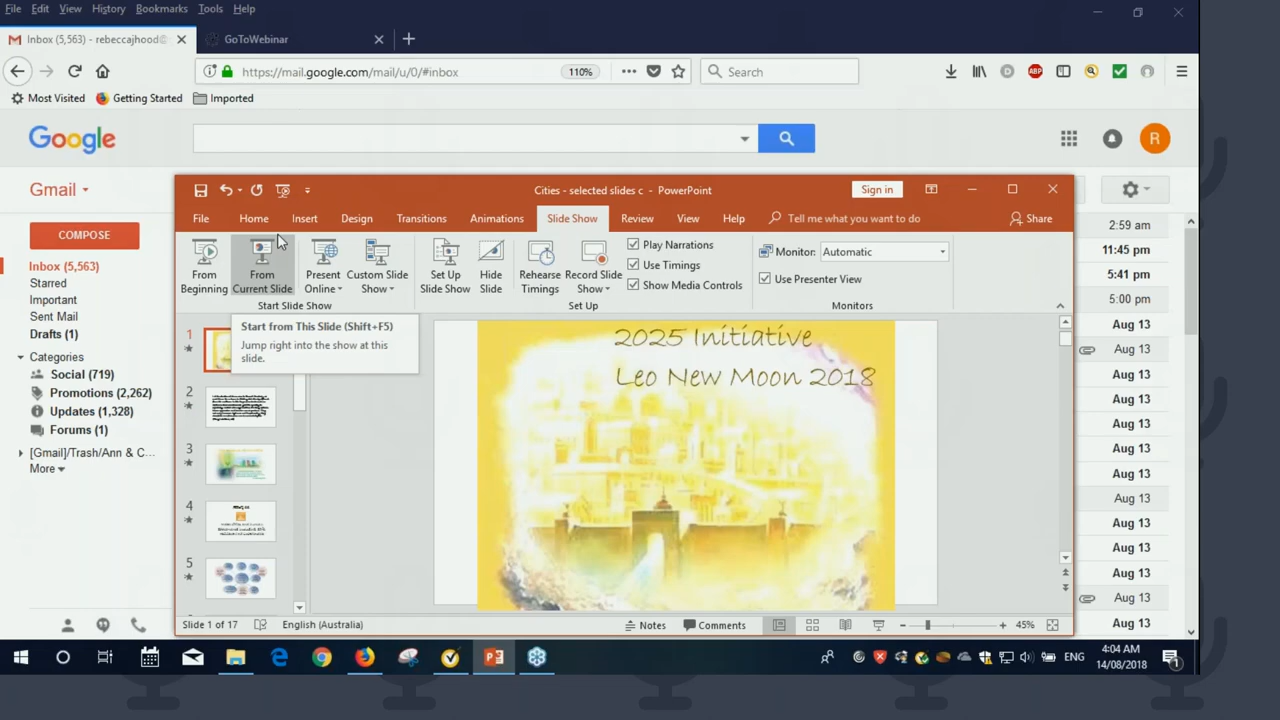 File Edit View History Bookmarks Tools Help
Inbox (5,563) - rebeccajhood@
GoToWebinar
https://mail.google.com/mail/u/0/#inbox
110%
Search
Most Visited
Getting Started
Imported
Google
R
Gmail
COMPOSE
Inbox (5,563)
Starred
Important
Sent Mail
Drafts (1)
Categories
Social (719)
Promotions (2,262)
Updates (1,328)
Forums (1)
[Gmail]/Trash/Ann & C...
More
Cities - selected slides c - PowerPoint
Sign in
File Home Insert Design Transitions Animations Slide Show Review View Help
Tell me what you want to do
Share
From Beginning
From Current Slide
Present Online
Custom Slide Show
Start Slide Show
Set Up Slide Show
Hide Slide
Rehearse Timings
Record Slide Show
Play Narrations
Use Timings
Show Media Controls
Set Up
Monitor: Automatic
Use Presenter View
Monitors
Start from This Slide (Shift+F5)
Jump right into the show at this
slide.
1
2
3
4
5
2025 Initiative
Leo New Moon 2018
Slide 1 of 17
English (Australia)
Notes
Comments
45%
2:59 am
11:45 pm
5:41 pm
5:00 pm
Aug 13
Aug 13
Aug 13
Aug 13
Aug 13
Aug 13
Aug 13
Aug 13
Aug 13
Aug 13
Aug 13
Aug 13
Aug 13
ENG
4:04 AM
14/08/2018
1